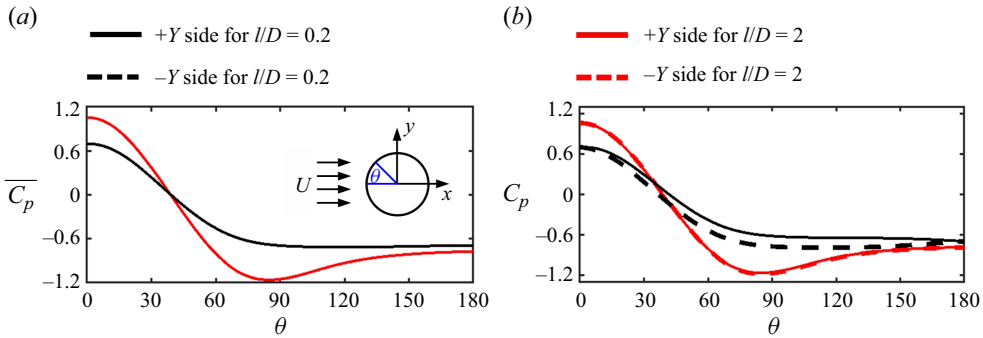 (a)
+Y side for l/D = 0.2
–Y side for l/D = 0.2
1.2
0.6
0
–0.6
–1.2
C_p
0 30 60 90 120 150 180
θ
U
θ
y
x
(b)
+Y side for l/D = 2
–Y side for l/D = 2
1.2
0.6
0
–0.6
–1.2
C_p
0 30 60 90 120 150 180
θ